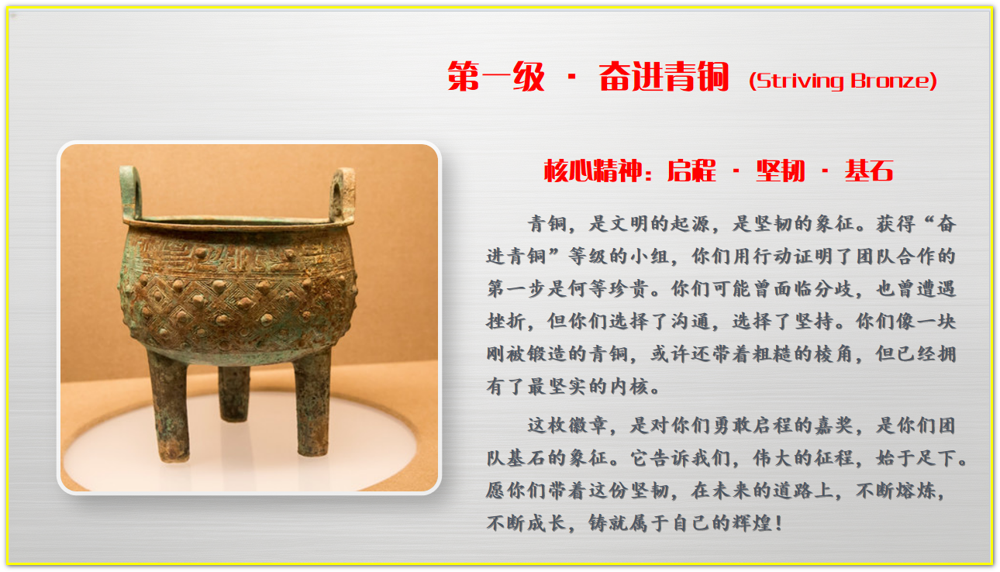 第一级 · 奋进青铜 (Striving Bronze)
核心精神：启程 · 坚韧 · 基石
青铜，是文明的起源，是坚韧的象征。获得“奋
进青铜”等级的小组，你们用行动证明了团队合作的
第一步是何等珍贵。你们可能曾面临分歧，也曾遭遇
挫折，但你们选择了沟通，选择了坚持。你们像一块
刚被锻造的青铜，或许还带着粗糙的棱角，但已经拥
有了最坚实的内核。
这枚徽章，是对你们勇敢启程的嘉奖，是你们团
队基石的象征。它告诉我们，伟大的征程，始于足下。
愿你们带着这份坚韧，在未来的道路上，不断熔炼，
不断成长，铸就属于自己的辉煌！